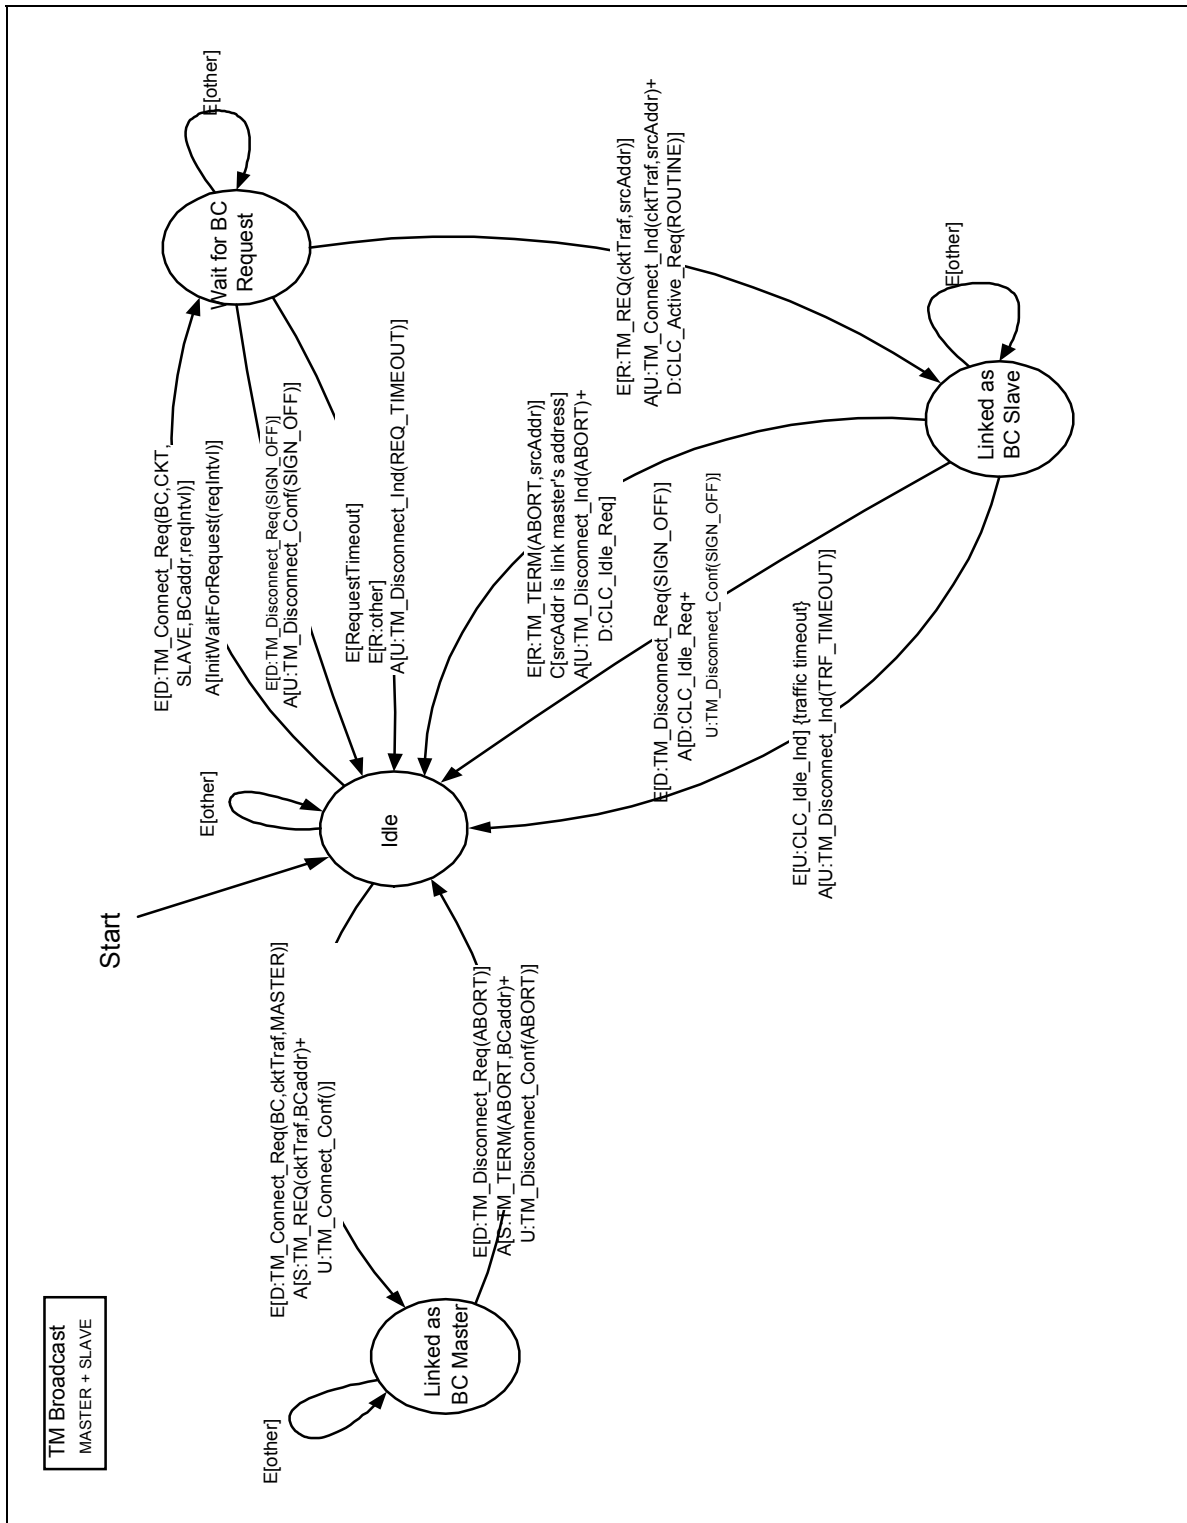 TM Broadcast
MASTER + SLAVE
Start
E[other]
Linked as
BC Master
E[D:TM_Connect_Req(BC,cktTraf,MASTER)]
A[S:TM_REQ(cktTraf,BCaddr)+
U:TM_Connect_Conf()]
E[D:TM_Disconnect_Req(ABORT)]
A[S:TM_TERM(ABORT,BCaddr)+
U:TM_Disconnect_Conf(ABORT)]
E[other]
Idle
E[D:TM_Connect_Req(BC,CKT,
SLAVE,BCaddr,reqIntvl)]
A[InitWaitForRequest(reqIntvl)]
E[D:TM_Disconnect_Req(SIGN_OFF)]
A[U:TM_Disconnect_Conf(SIGN_OFF)]
E[RequestTimeout]
E[R:other]
A[U:TM_Disconnect_Ind(REQ_TIMEOUT)]
E[R:TM_TERM(ABORT,srcAddr)]
C[srcAddr is link master's address]
A[U:TM_Disconnect_Ind(ABORT)+
D:CLC_Idle_Req]
E[D:TM_Disconnect_Req(SIGN_OFF)]
A[D:CLC_Idle_Req+
U:TM_Disconnect_Conf(SIGN_OFF)]
E[U:CLC_Idle_Ind] {traffic timeout}
A[U:TM_Disconnect_Ind(TRF_TIMEOUT)]
E[other]
Wait for BC
Request
E[R:TM_REQ(cktTraf,srcAddr)]
A[U:TM_Connect_Ind(cktTraf,srcAddr)+
D:CLC_Active_Req(ROUTINE)]
E[other]
Linked as
BC Slave